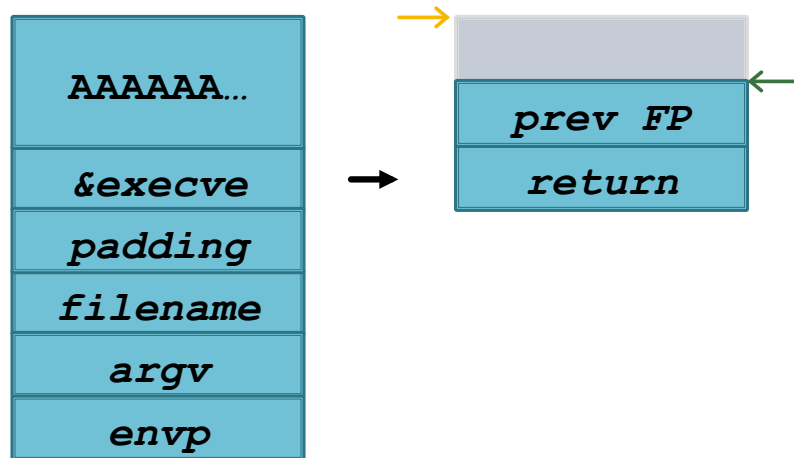 AAAAAA…
&execve
padding
filename
argv
envp
prev FP
return